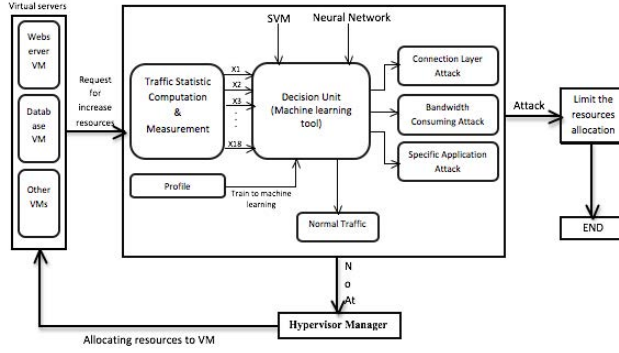 Virtual servers
Webs
erver
VM
Datab
ase
VM
Other
VMs
Request
for
increase
resources
SVM
Neural Network
Traffic Statistic
Computation
&
Measurement
X1
X2
X3
X18
Decision Unit
(Machine learning
tool)
Connection Layer
Attack
Bandwidth
Consuming Attack
Specific Application
Attack
Profile
Train to machine
learning
Normal Traffic
Attack
Limit the
resources
allocation
END
N
o
At
Hypervisor Manager
Allocating resources to VM